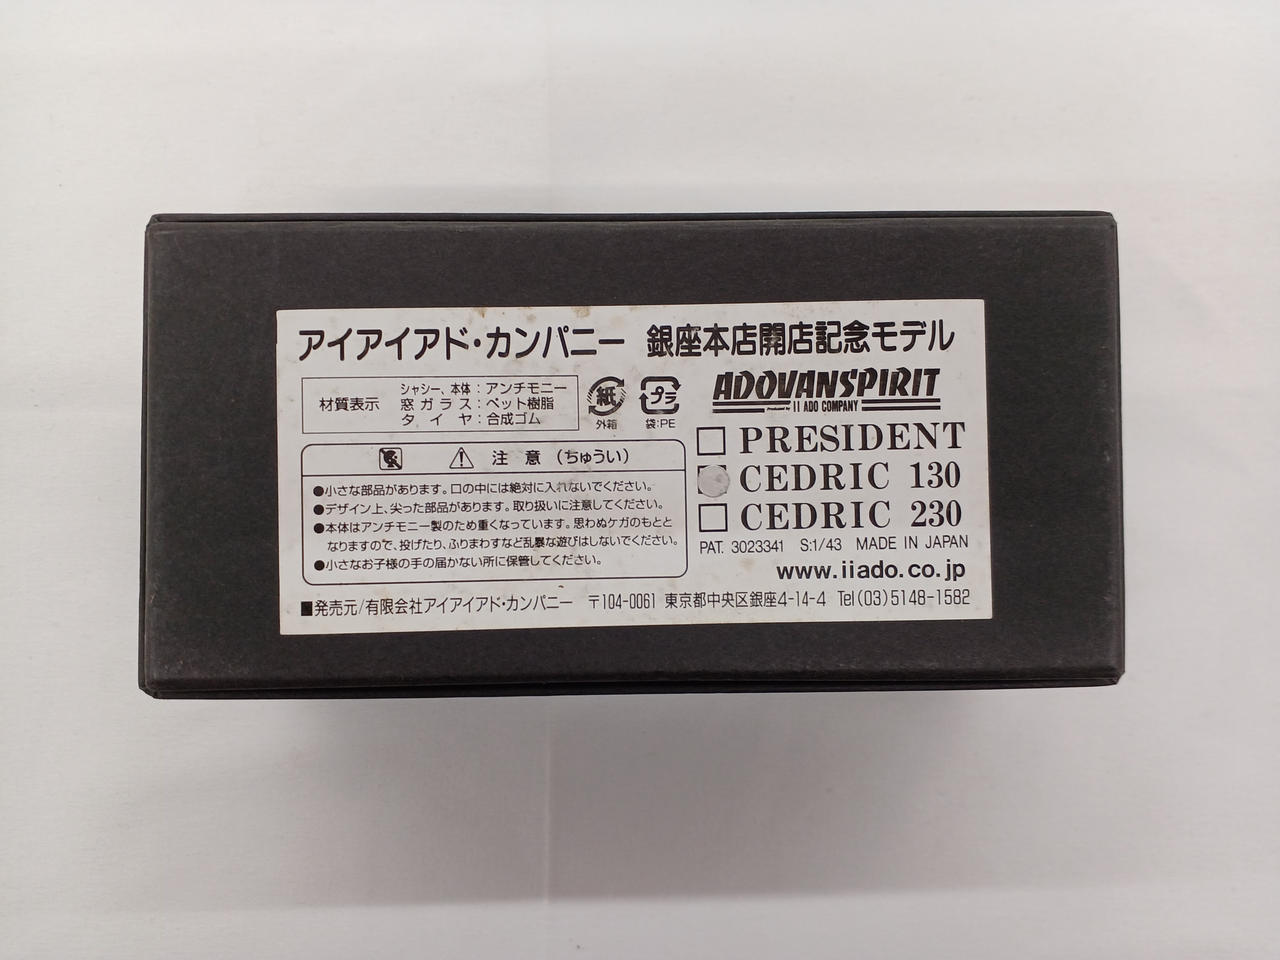 アイアイアド・カンパニー 銀座本店開店記念モデル
材質表示
シャシー、本体：アンチモニー
窓ガラス：ペット樹脂
タイヤ：合成ゴム
紙
外箱
プラ
袋:PE
ADOVANSPIRIT
Produced by II ADO COMPANY
PRESIDENT
CEDRIC 130
CEDRIC 230
PAT. 3023341 S:1/43 MADE IN JAPAN
www.iiado.co.jp
注意（ちゅうい）
●小さな部品があります。口の中には絶対に入れないでください。
●デザイン上、尖った部品があります。取り扱いに注意してください。
●本体はアンチモニー製のため重くなっています。思わぬケガのもとと
なりますので、投げたり、ふりまわすなど乱暴な遊びはしないでください。
●小さなお子様の手の届かない所に保管してください。
■発売元/有限会社アイアイアド・カンパニー 〒104-0061 東京都中央区銀座4-14-4 Tel(03)5148-1582